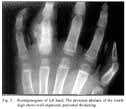 Fig. 3. Roentgenogram of left hand. The proximal phalanx of the fourth
digit shows well organized, periosteal thickening.